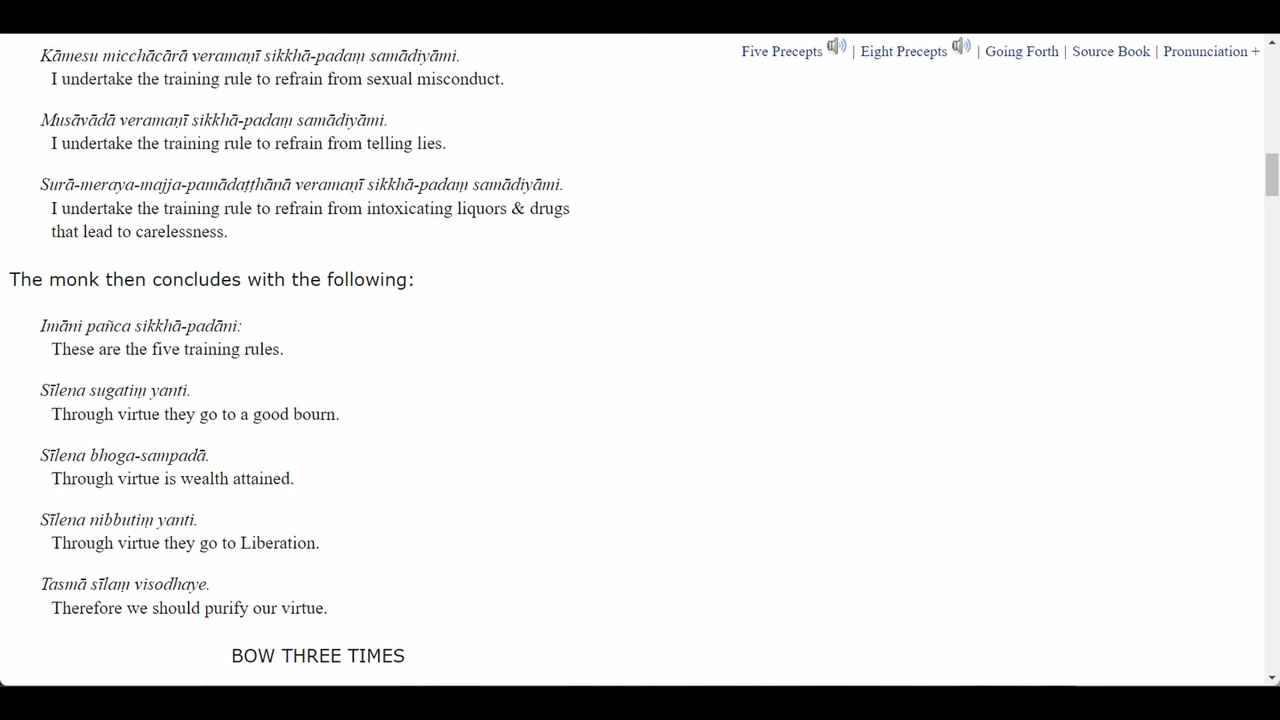 Five Precepts | Eight Precepts | Going Forth | Source Book | Pronunciation +
Kāmesu micchācārā veramaṇī sikkhā-padaṃ samādiyāmi.
I undertake the training rule to refrain from sexual misconduct.
Musāvādā veramaṇī sikkhā-padaṃ samādiyāmi.
I undertake the training rule to refrain from telling lies.
Surā-meraya-majja-pamādaṭṭhānā veramaṇī sikkhā-padaṃ samādiyāmi.
I undertake the training rule to refrain from intoxicating liquors & drugs
that lead to carelessness.
The monk then concludes with the following:
Imāni pañca sikkhā-padāni:
These are the five training rules.
Sīlena sugatiṃ yanti.
Through virtue they go to a good bourn.
Sīlena bhoga-sampadā.
Through virtue is wealth attained.
Sīlena nibbutiṃ yanti.
Through virtue they go to Liberation.
Tasmā sīlaṃ visodhaye.
Therefore we should purify our virtue.
BOW THREE TIMES